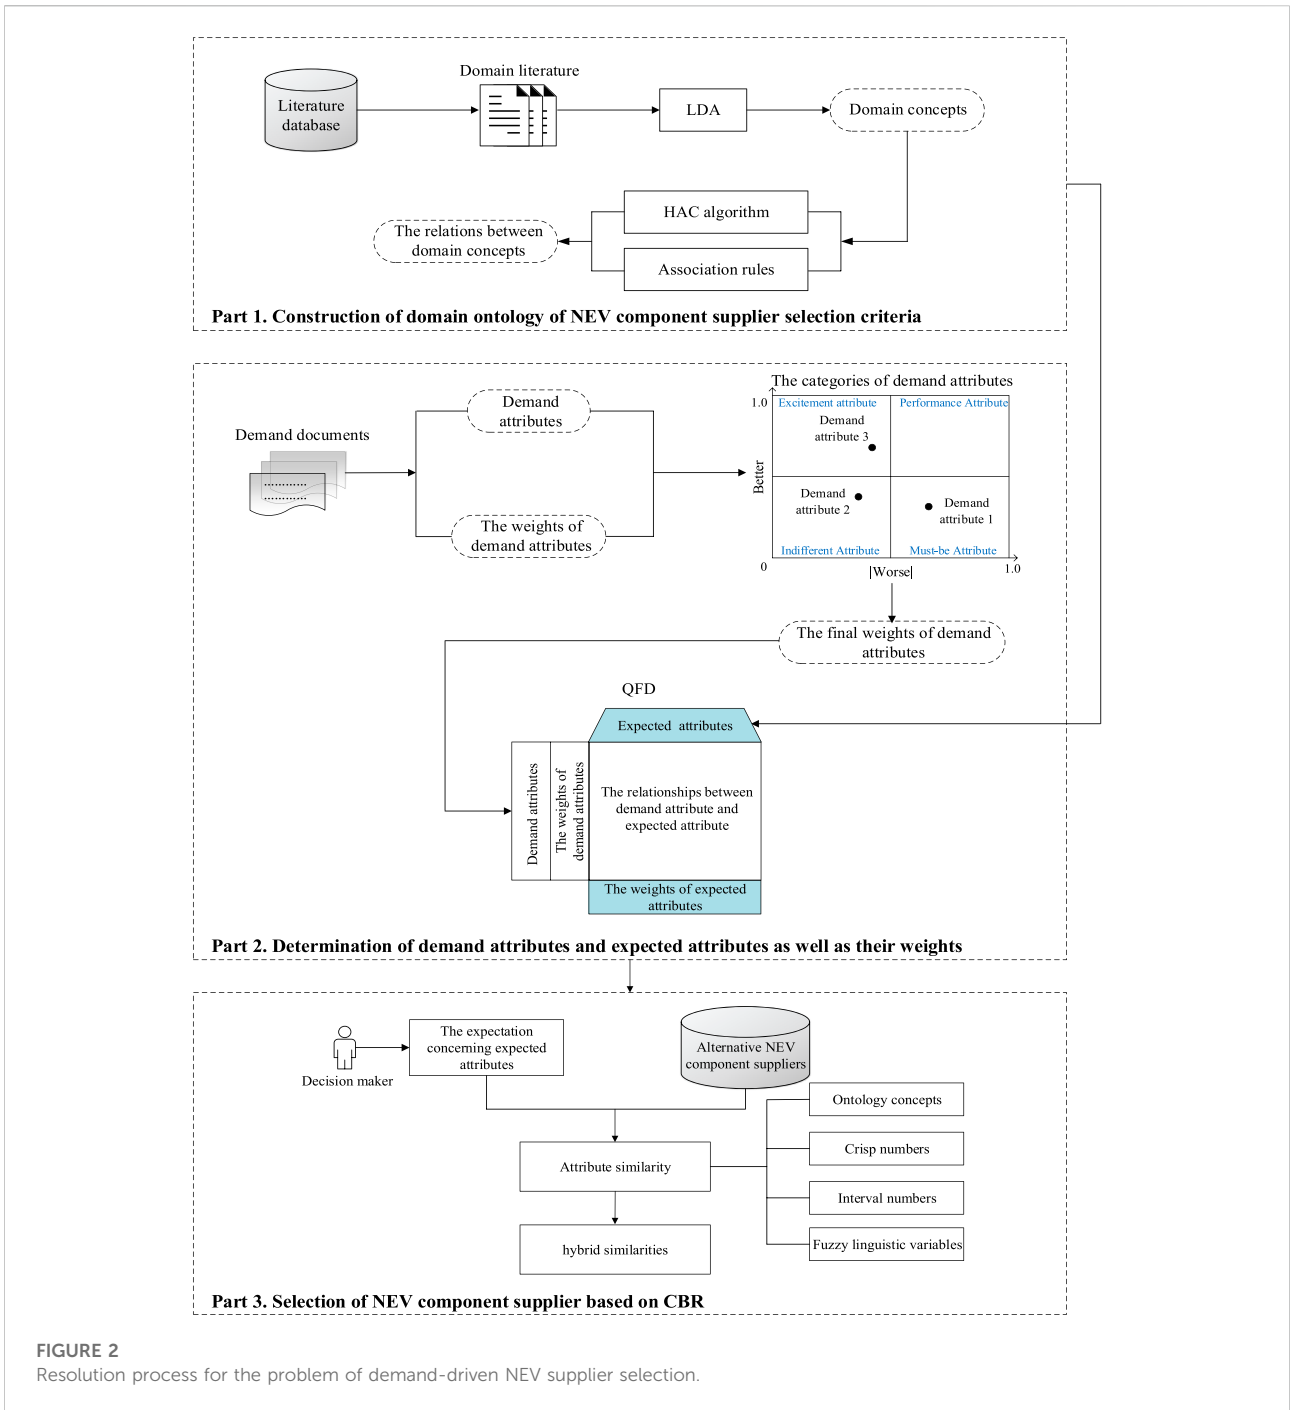 Literature
database
Domain literature
LDA
Domain concepts
HAC algorithm
Association rules
The relations between
domain concepts
Part 1. Construction of domain ontology of NEV component supplier selection criteria
Demand documents
Demand
attributes
The weights of
demand attributes
The categories of demand attributes
1.0
Excitement attribute
Performance Attribute
Demand
attribute 3
Better
Demand
attribute 2
Demand
attribute 1
Indifferent Attribute
Must-be Attribute
0
|Worse|
1.0
The final weights of demand
attributes
QFD
Expected attributes
Demand attributes
The weights of
demand attributes
The relationships between
demand attribute and
expected attribute
The weights of expected
attributes
Part 2. Determination of demand attributes and expected attributes as well as their weights
Decision maker
The expectation
concerning expected
attributes
Alternative NEV
component suppliers
Attribute similarity
hybrid similarities
Ontology concepts
Crisp numbers
Interval numbers
Fuzzy linguistic variables
Part 3. Selection of NEV component supplier based on CBR
FIGURE 2
Resolution process for the problem of demand-driven NEV supplier selection.